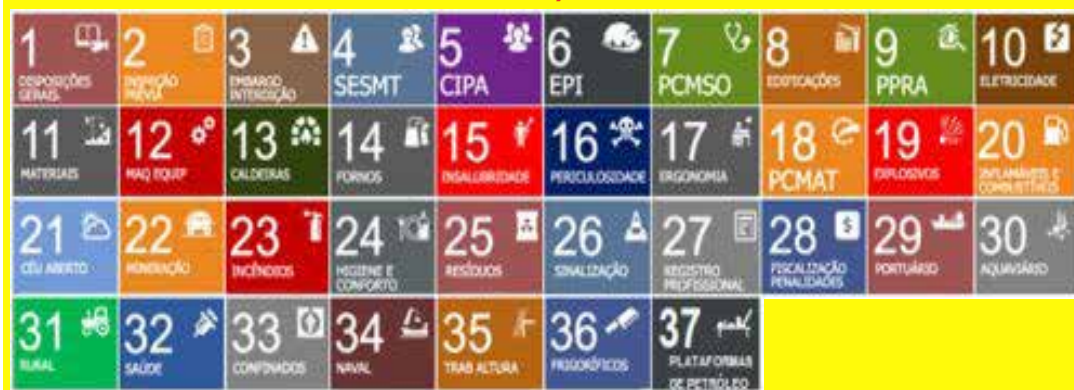 1 DISPOSIÇÕES GERAIS
2 INSPEÇÃO PRÉVIA
3 EMBARGO INTERDIÇÃO
4 SESMT
5 CIPA
6 EPI
7 PCMSO
8 EDIFICAÇÕES
9 PPRA
10 ELETRICIDADE
11 MATERIAIS
12 MAQ EQUIP
13 CALDEIRAS
14 FORNOS
15 INSALUBRIDADE
16 PERICULOSIDADE
17 ERGONOMIA
18 PCMAT
19 EXPLOSIVOS
20 INFLAMÁVEIS E COMBUSTÍVEIS
21 CÉU ABERTO
22 MINERAÇÃO
23 INCÊNDIOS
24 HIGIENE E CONFORTO
25 RESÍDUOS
26 SINALIZAÇÃO
27 REGISTRO PROFISSIONAL
28 FISCALIZAÇÃO PENALIDADES
29 PORTUÁRIO
30 AQUAVIÁRIO
31 RURAL
32 SAÚDE
33 CONFINADOS
34 NAVAL
35 TRAB ALTURA
36 FRIGORÍFICOS
37 PLATAFORMAS DE PETRÓLEO